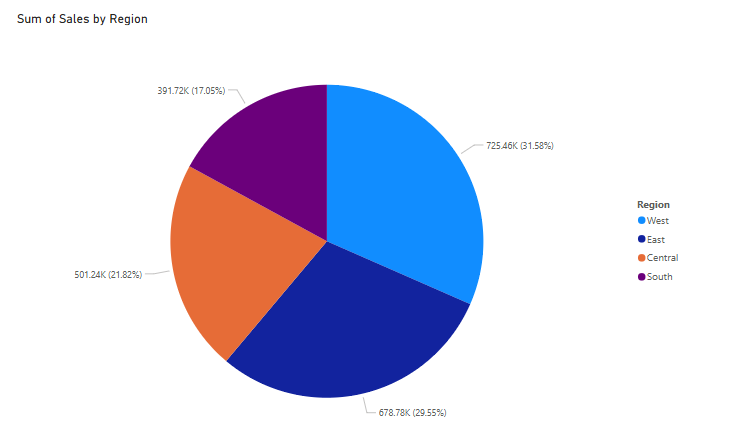 Sum of Sales by Region
391.72K (17.05%)
725.46K (31.58%)
501.24K (21.82%)
678.78K (29.55%)
Region
West
East
Central
South